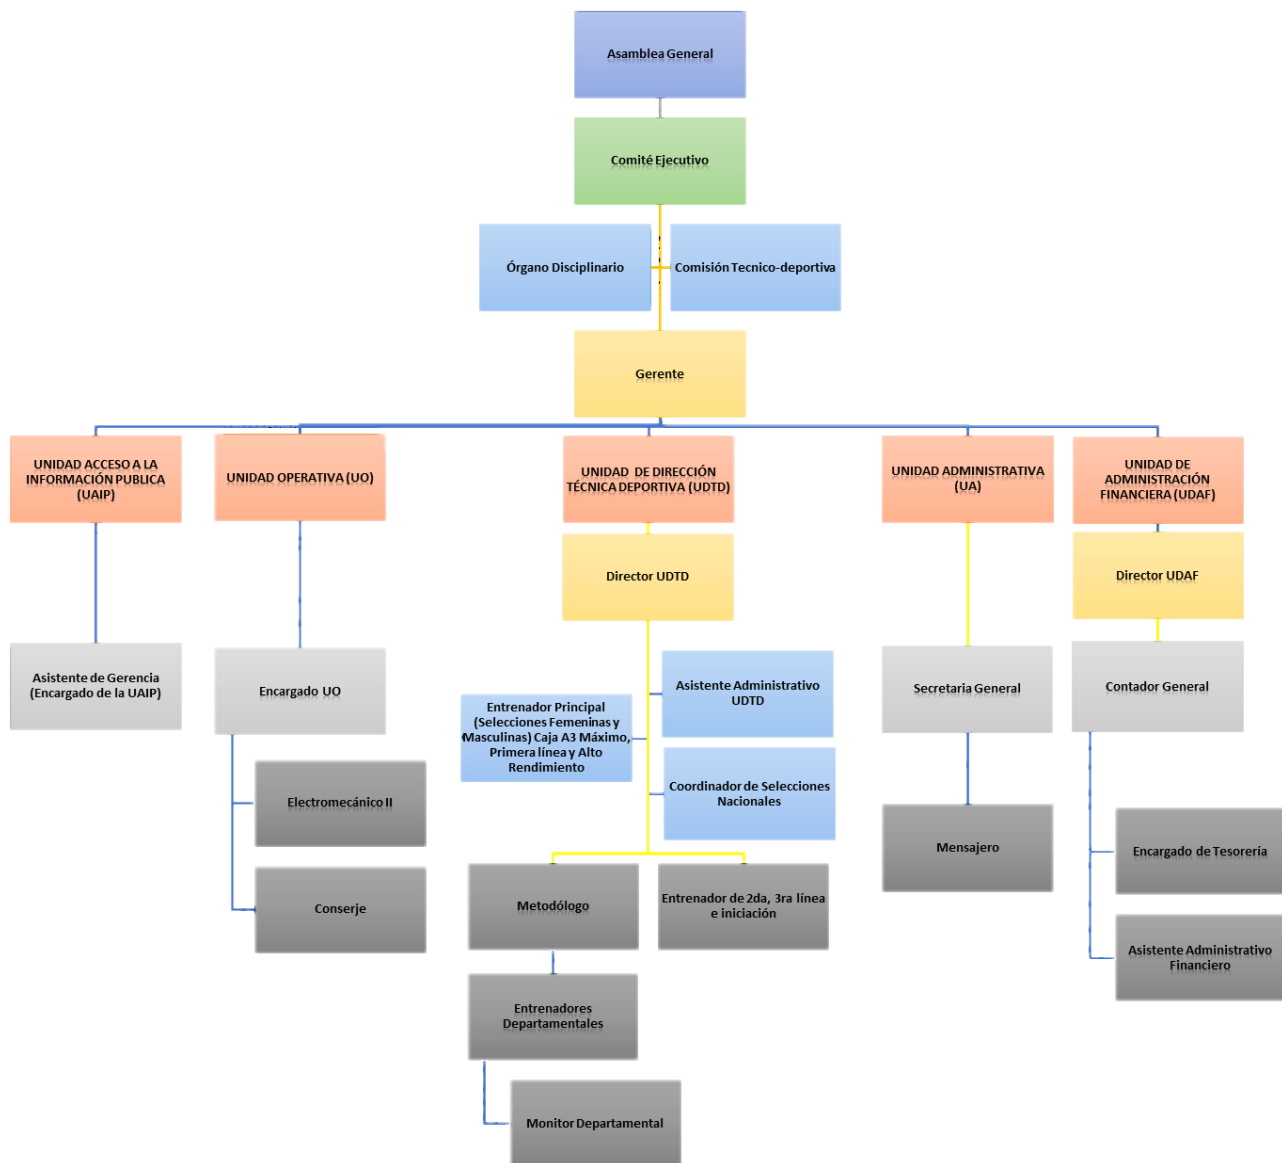 Asamblea General
Comité Ejecutivo
Órgano Disciplinario
Comisión Tecnico-deportiva
Gerente
UNIDAD ACCESO A LA
INFORMACIÓN PUBLICA
(UAIP)
UNIDAD OPERATIVA (UO)
UNIDAD DE DIRECCIÓN
TÉCNICA DEPORTIVA (UDTD)
UNIDAD ADMINISTRATIVA
(UA)
UNIDAD DE
ADMINISTRACIÓN
FINANCIERA (UDAF)
Director UDTD
Director UDAF
Asistente de Gerencia
(Encargado de la UAIP)
Encargado UO
Asistente Administrativo
UDTD
Secretaria General
Contador General
Entrenador Principal
(Selecciones Femeninas y
Masculinas) Caja A3 Máximo,
Primera línea y Alto
Rendimiento
Coordinador de Selecciones
Nacionales
Electromecánico II
Mensajero
Encargado de Tesorería
Conserje
Metodólogo
Entrenador de 2da, 3ra línea
e iniciación
Asistente Administrativo
Financiero
Entrenadores
Departamentales
Monitor Departamental